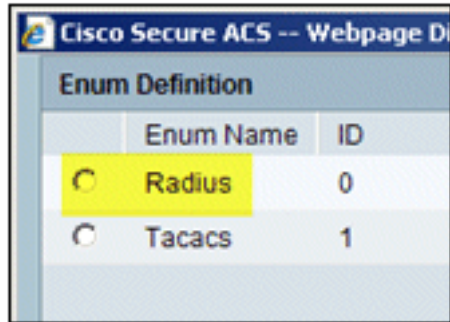 Cisco Secure ACS -- Webpage Di
Enum Definition
Enum Name ID
Radius 0
Tacacs 1